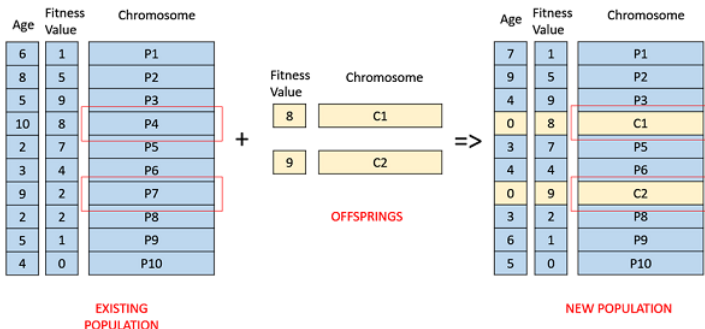 Age Fitness Value Chromosome
6 1 P1
8 5 P2
5 9 P3
10 8 P4
2 7 P5
3 4 P6
9 2 P7
2 2 P8
5 1 P9
4 0 P10
EXISTING
POPULATION
+
Fitness Value Chromosome
8 C1
9 C2
OFFSPRINGS
=>
Age Fitness Value Chromosome
7 1 P1
9 5 P2
4 9 P3
0 8 C1
3 7 P5
4 4 P6
0 9 C2
3 2 P8
6 1 P9
5 0 P10
NEW POPULATION